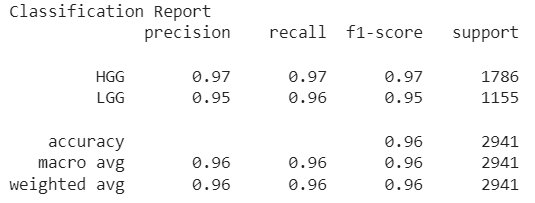 Classification Report
precision recall f1-score support
HGG 0.97 0.97 0.97 1786
LGG 0.95 0.96 0.95 1155
accuracy 0.96 2941
macro avg 0.96 0.96 0.96 2941
weighted avg 0.96 0.96 0.96 2941